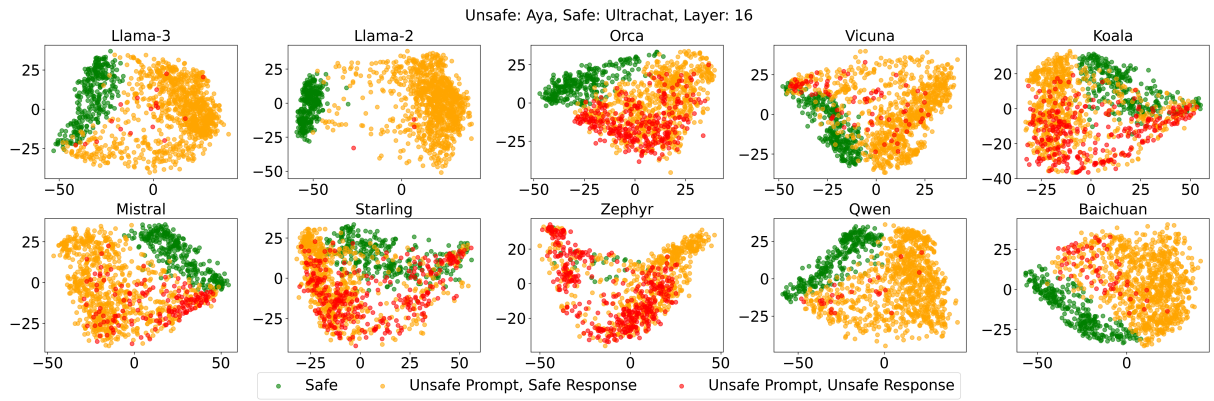 Unsafe: Aya, Safe: Ultrachat, Layer: 16
Llama-3 Llama-2 Orca Vicuna Koala
25 0 −25 −50 0
25 0 −25 −50 −50 0
25 0 −25 −50 −25 0 25
25 0 −25 −50 −25 0 25
20 0 −20 −40 −25 0 25 50
Mistral Starling Zephyr Qwen Baichuan
25 0 −25 −50 0 50
25 0 −25 −25 0 25 50
20 0 −20 −50 0 50
25 0 −25 −50 0
25 0 −25 −50 0
Safe Unsafe Prompt, Safe Response Unsafe Prompt, Unsafe Response